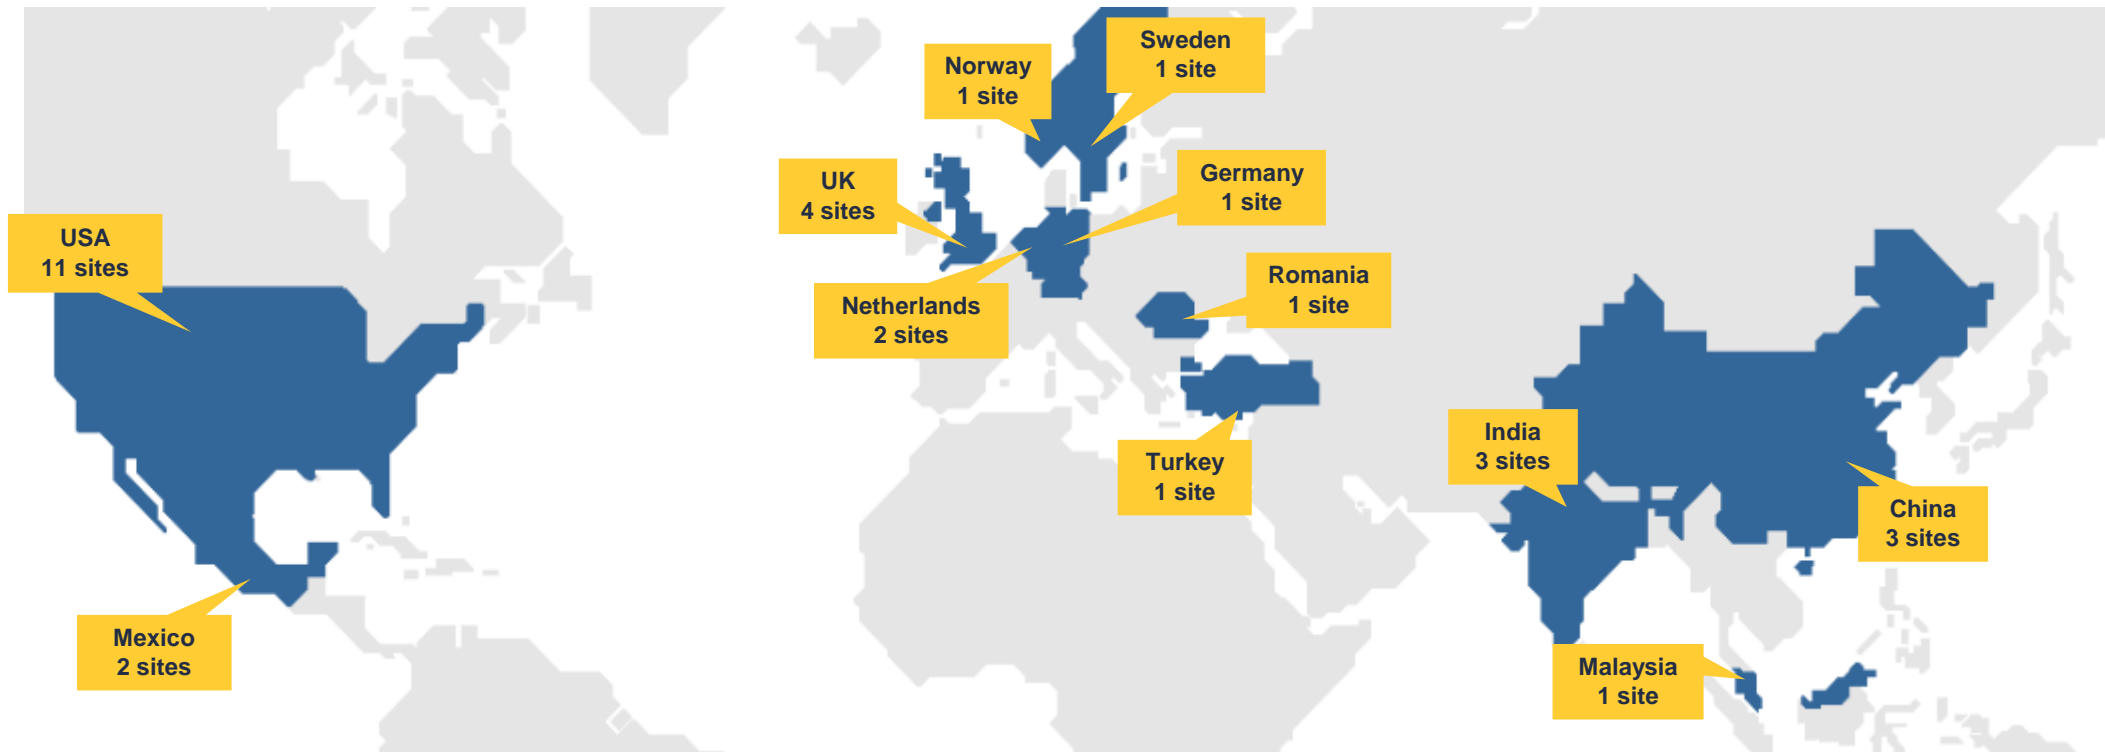 Sweden
1 site
Norway
1 site
Germany
1 site
UK
4 sites
USA
11 sites
Romania
1 site
Netherlands
2 sites
India
3 sites
Turkey
1 site
China
3 sites
Mexico
2 sites
Malaysia
1 site